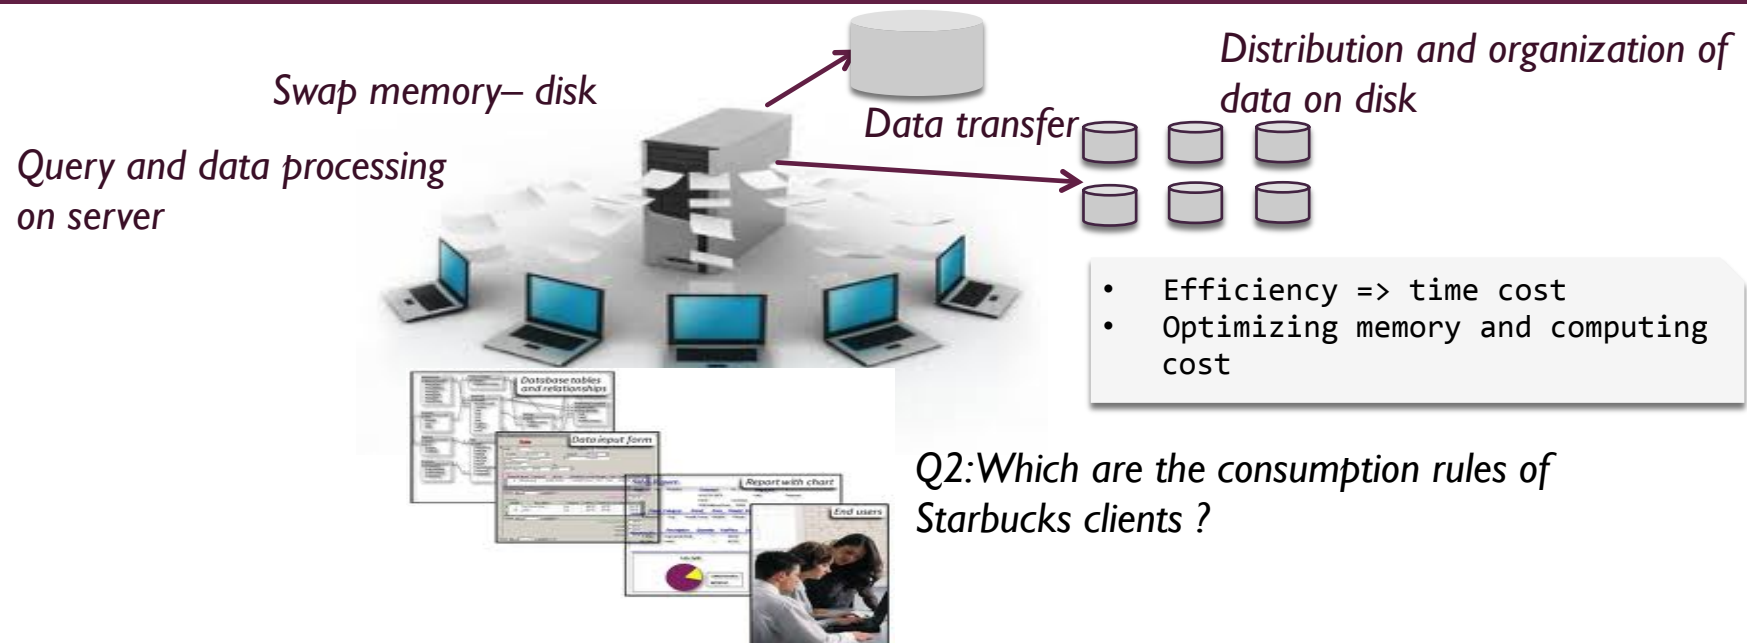 Swap memory– disk
Query and data processing
on server
Data transfer
Distribution and organization of
data on disk
• Efficiency => time cost
• Optimizing memory and computing
cost
Database tables
and relationships
Data input form
Report with chart
End users
Q2:Which are the consumption rules of
Starbucks clients ?